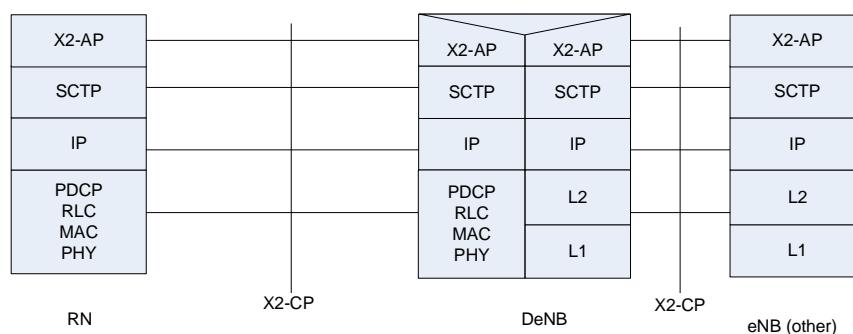 X2-AP
SCTP
IP
PDCP
RLC
MAC
PHY
RN
X2-CP
X2-AP X2-AP
SCTP SCTP
IP IP
PDCP
RLC
MAC
PHY
L2
L1
DeNB
X2-CP
X2-AP
SCTP
IP
L2
L1
eNB (other)